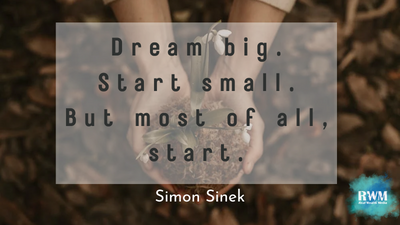 Dream big.
Start small.
But most of all,
start.
Simon Sinek
RWM